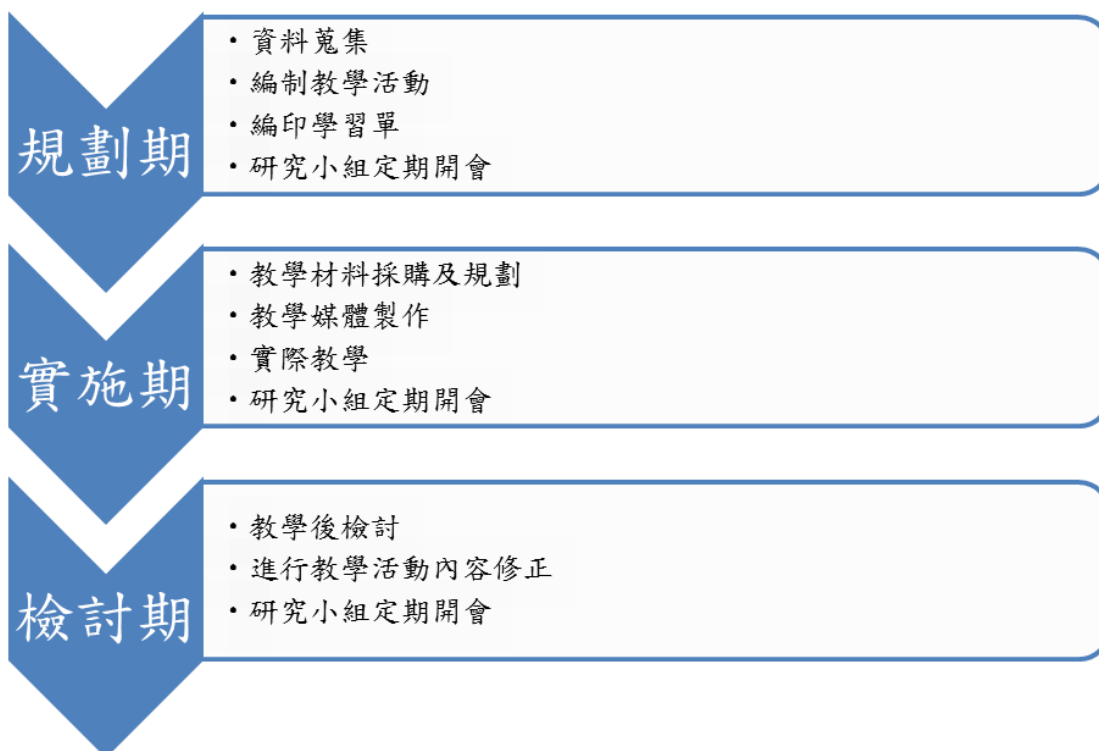 規劃期
・資料蒐集
・編制教學活動
・編印學習單
・研究小組定期開會
實施期
・教學材料採購及規劃
・教學媒體製作
・實際教學
・研究小組定期開會
檢討期
・教學後檢討
・進行教學活動內容修正
・研究小組定期開會